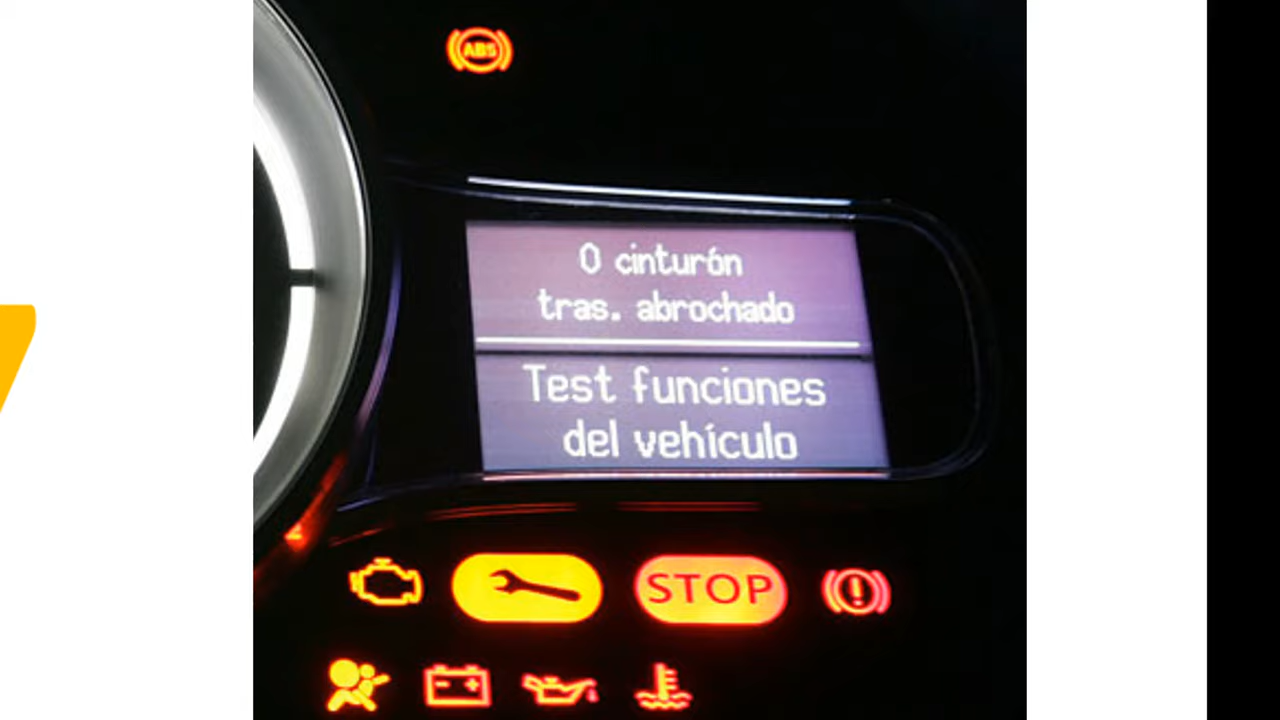 ABS
0 cinturón
tras. abrochado
Test funciones
del vehículo
STOP